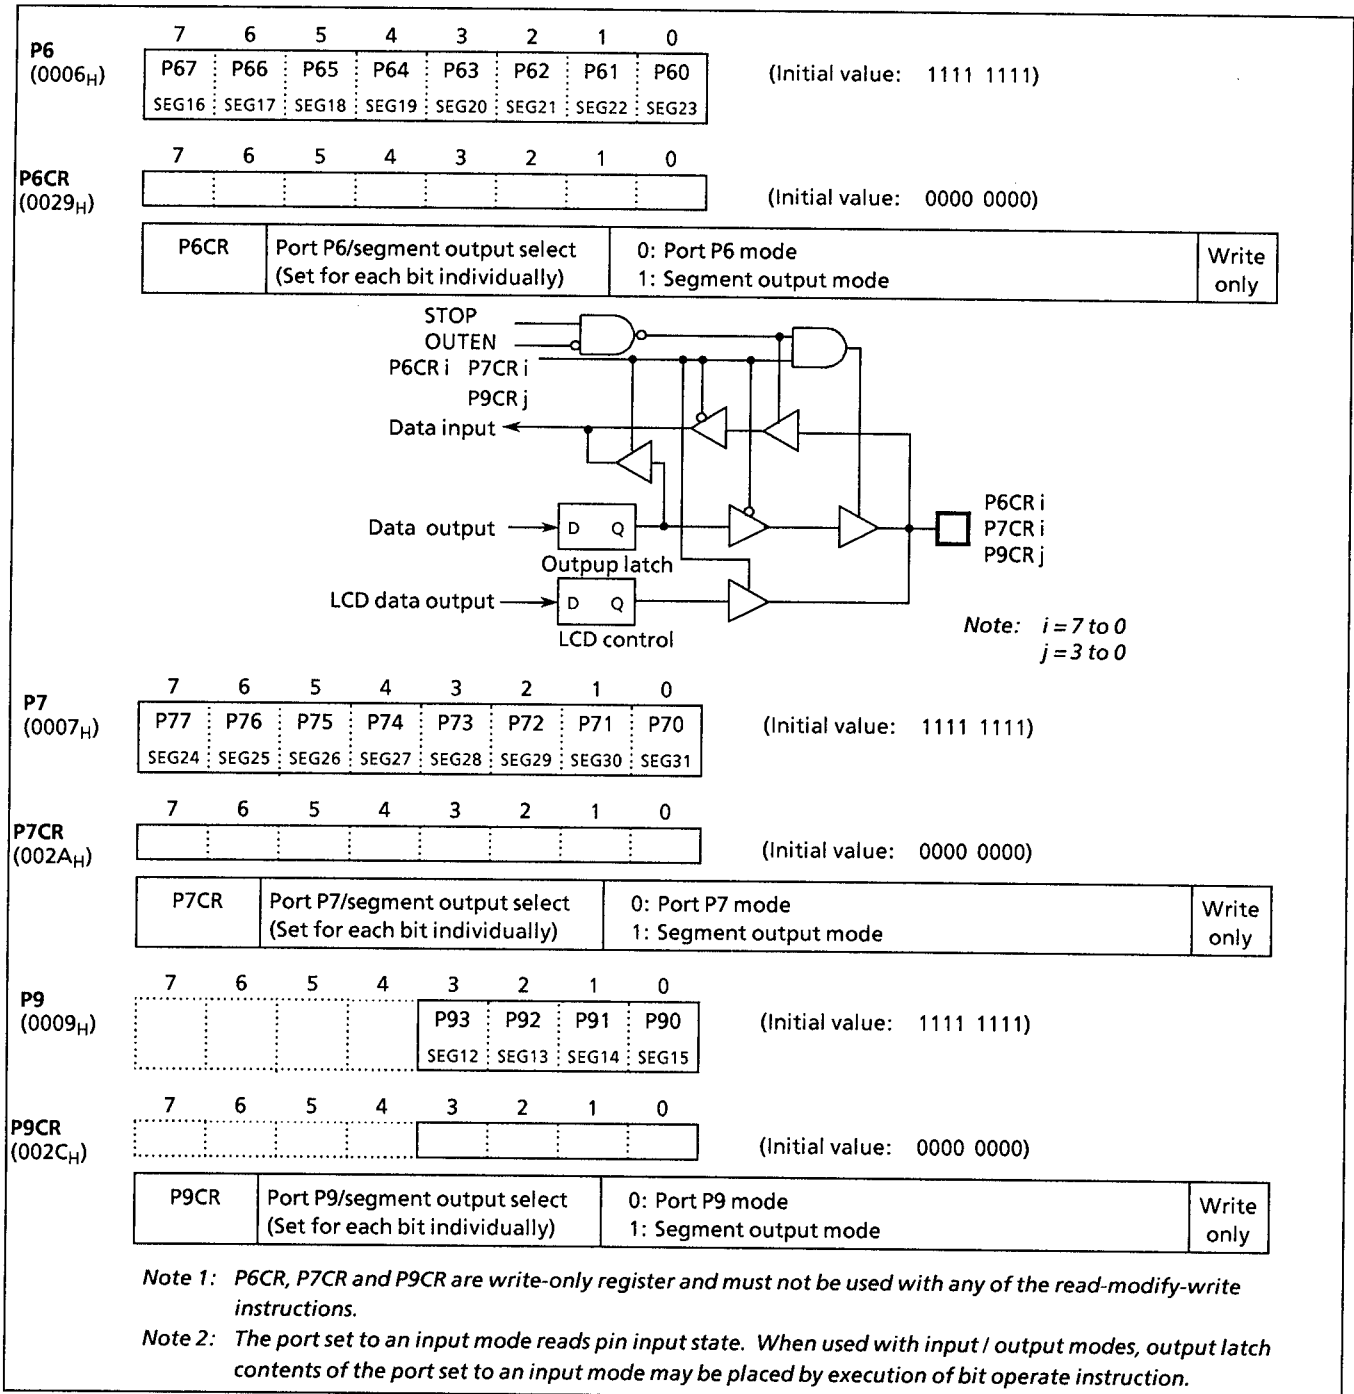 7 6 5 4 3 2 1 0
P6
(0006H)
P67 P66 P65 P64 P63 P62 P61 P60
(Initial value: 1111 1111)
SEG16 SEG17 SEG18 SEG19 SEG20 SEG21 SEG22 SEG23
7 6 5 4 3 2 1 0
P6CR
(0029H)
(Initial value: 0000 0000)
P6CR Port P6/segment output select 0: Port P6 mode Write
(Set for each bit individually) 1: Segment output mode only
STOP
OUTEN
P6CR i P7CR i
P9CR j
Data input
Data output D Q
Outpup latch
P6CR i
P7CR i
P9CR j
LCD data output D Q
LCD control
Note: i = 7 to 0
j = 3 to 0
7 6 5 4 3 2 1 0
P7
(0007H)
P77 P76 P75 P74 P73 P72 P71 P70
(Initial value: 1111 1111)
SEG24 SEG25 SEG26 SEG27 SEG28 SEG29 SEG30 SEG31
7 6 5 4 3 2 1 0
P7CR
(002AH)
(Initial value: 0000 0000)
P7CR Port P7/segment output select 0: Port P7 mode Write
(Set for each bit individually) 1: Segment output mode only
7 6 5 4 3 2 1 0
P9
(0009H)
P93 P92 P91 P90
(Initial value: 1111 1111)
SEG12 SEG13 SEG14 SEG15
7 6 5 4 3 2 1 0
P9CR
(002CH)
(Initial value: 0000 0000)
P9CR Port P9/segment output select 0: Port P9 mode Write
(Set for each bit individually) 1: Segment output mode only
Note 1: P6CR, P7CR and P9CR are write-only register and must not be used with any of the read-modify-write
instructions.
Note 2: The port set to an input mode reads pin input state. When used with input / output modes, output latch
contents of the port set to an input mode may be placed by execution of bit operate instruction.